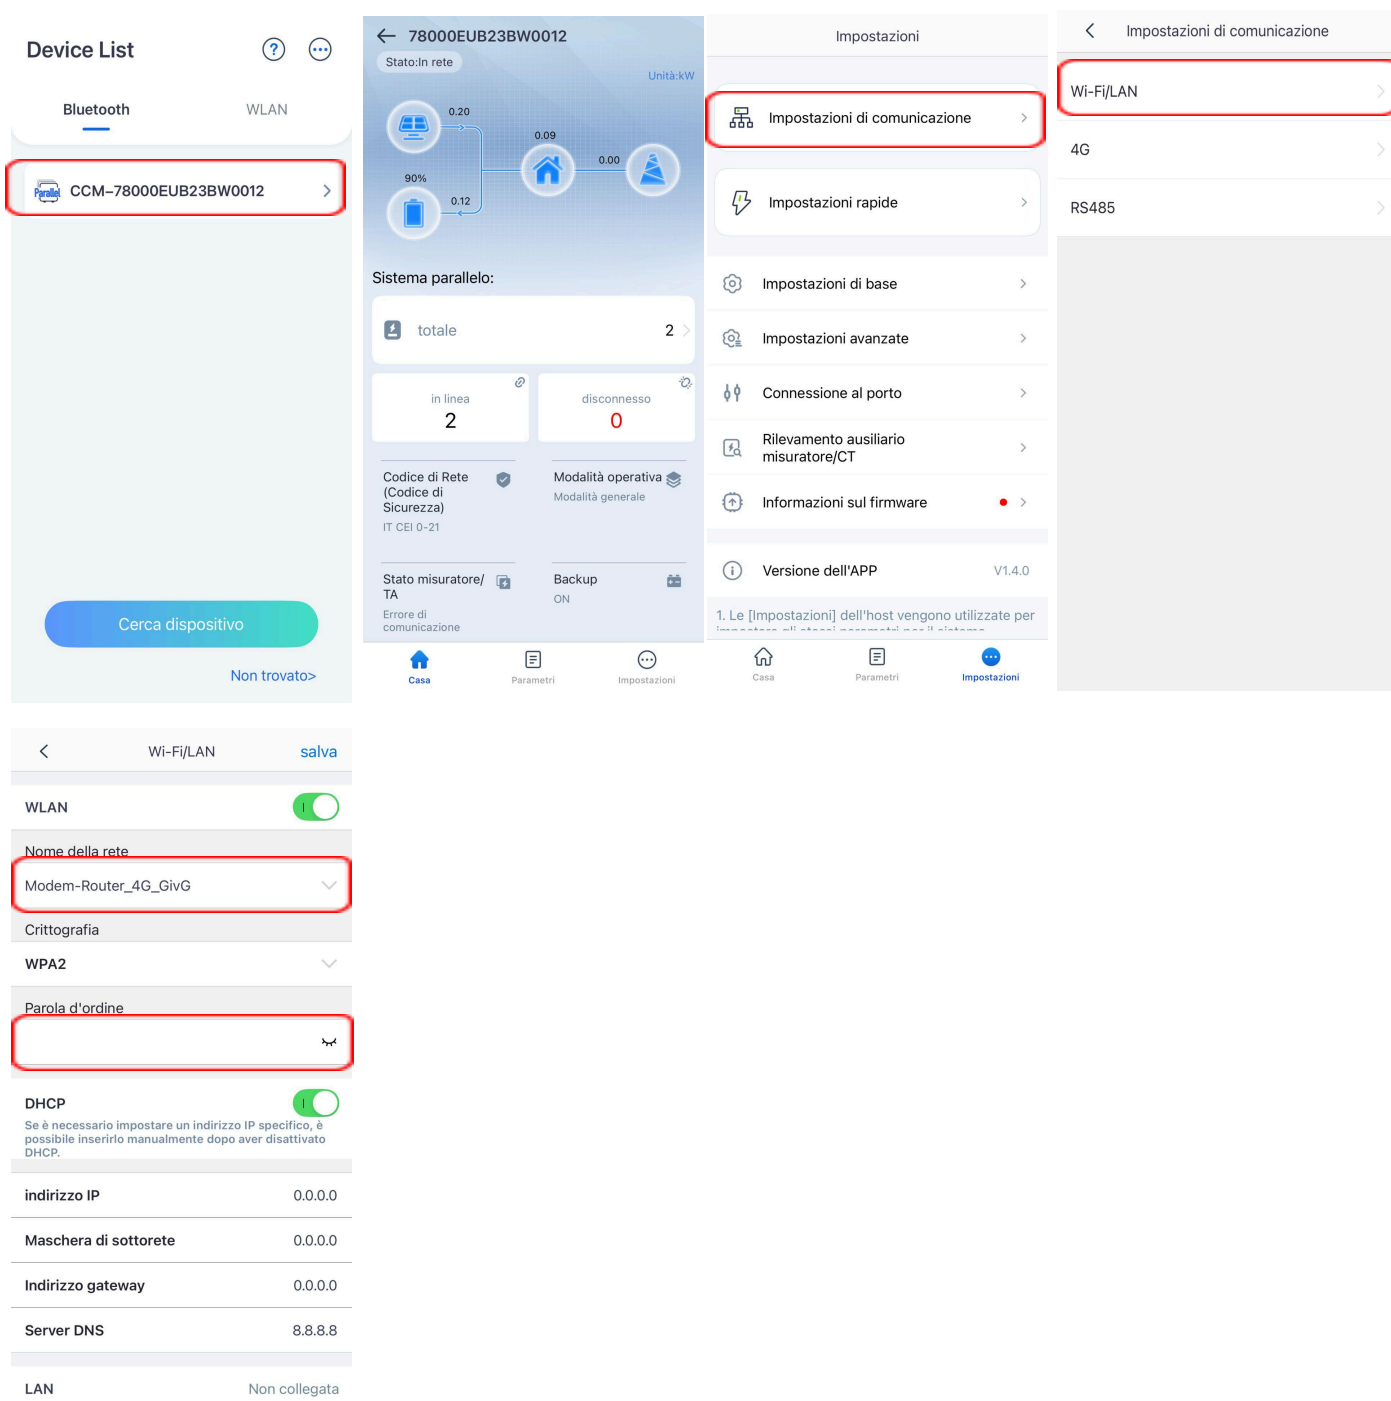 Device List
Bluetooth
WLAN
Parallel
CCM-78000EUB23BW0012
Cerca dispositivo
Non trovato>
78000EUB23BW0012
Stato:In rete
Unità:kW
0.20
0.09
0.00
90%
0.12
Sistema parallelo:
totale
2
in linea
2
disconnesso
0
Codice di Rete
(Codice di
Sicurezza)
IT CEI 0-21
Modalità operativa
Modalità generale
Stato misuratore/
TA
Errore di
comunicazione
Backup
ON
Casa
Parametri
Impostazioni
Impostazioni
Impostazioni di comunicazione
Impostazioni rapide
Impostazioni di base
Impostazioni avanzate
Connessione al porto
Rilevamento ausiliario
misuratore/CT
Informazioni sul firmware
Versione dell'APP
V1.4.0
1. Le [Impostazioni] dell'host vengono utilizzate per
impostare gli stessi parametri per il sistema
Casa
Parametri
Impostazioni
Impostazioni di comunicazione
Wi-Fi/LAN
4G
RS485
Wi-Fi/LAN
salva
WLAN
Nome della rete
Modem-Router_4G_GivG
Crittografia
WPA2
Parola d'ordine
DHCP
Se è necessario impostare un indirizzo IP specifico, è
possibile inserirlo manualmente dopo aver disattivato
DHCP.
indirizzo IP
0.0.0.0
Maschera di sottorete
0.0.0.0
Indirizzo gateway
0.0.0.0
Server DNS
8.8.8.8
LAN
Non collegata